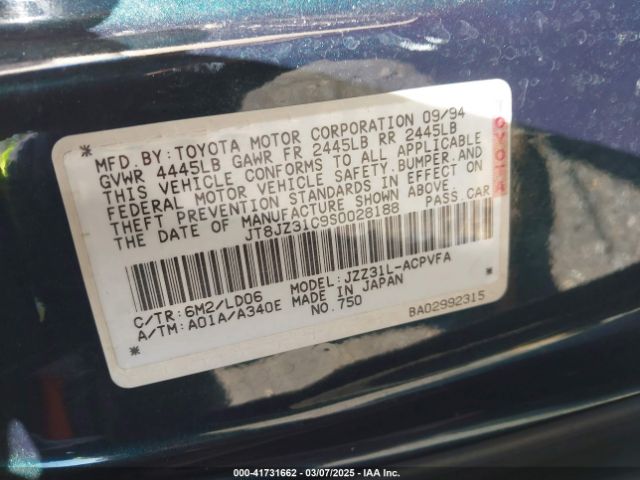 MFD. BY: TOYOTA MOTOR CORPORATION 09/94
GVWR 4445LB GAWR FR 2445LB RR 2445LB
THIS VEHICLE CONFORMS TO ALL APPLICABLE
FEDERAL MOTOR VEHICLE SAFETY, BUMPER, AND
THEFT PREVENTION STANDARDS IN EFFECT ON
THE DATE OF MANUFACTURE SHOWN ABOVE.
JT8JZ31C9S0028188 PASS. CAR
C/TR: 6M2/LD06 MODEL: JZZ31L-ACPVFA
A/TM: A01A/A340E MADE IN JAPAN
NO. 750 BA02992315
TOYOTA
000-41731662 - 03/07/2025 - IAA Inc.